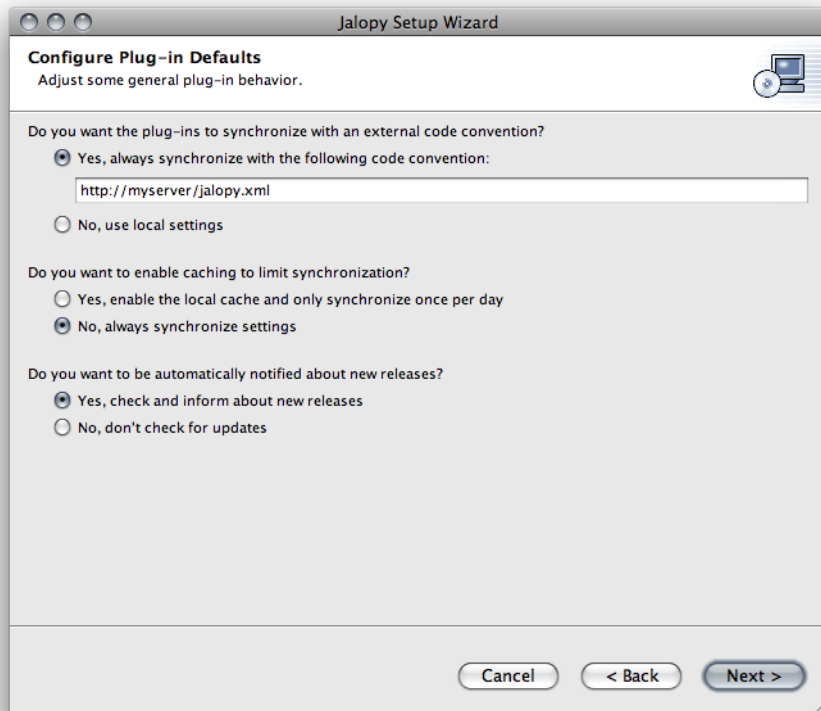 Jalopy Setup Wizard
Configure Plug-in Defaults
Adjust some general plug-in behavior.
Do you want the plug-ins to synchronize with an external code convention?
Yes, always synchronize with the following code convention:
http://myserver/jalopy.xml
No, use local settings
Do you want to enable caching to limit synchronization?
Yes, enable the local cache and only synchronize once per day
No, always synchronize settings
Do you want to be automatically notified about new releases?
Yes, check and inform about new releases
No, don't check for updates
Cancel
< Back
Next >